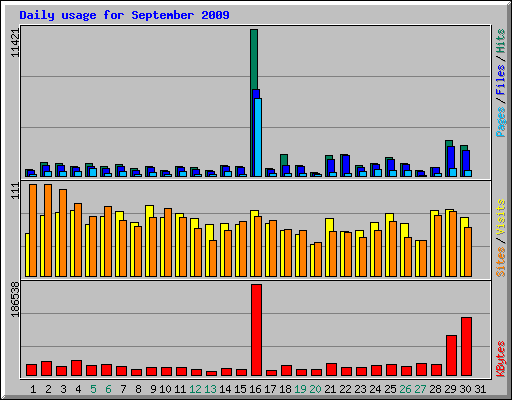 Daily usage for September 2009
11421
Pages / Files / Hits
111
Sites / Visits
186538
KBytes
1 2 3 4 5 6 7 8 9 10 11 12 13 14 15 16 17 18 19 20 21 22 23 24 25 26 27 28 29 30 31